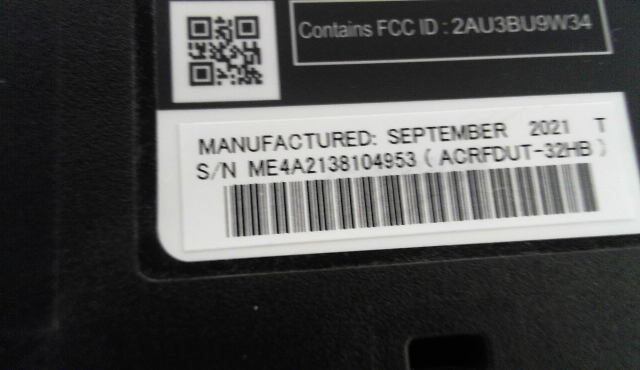 Contains FCC ID : 2AU3BU9W34
MANUFACTURED: SEPTEMBER 2021 T
S/N ME4A2138104953 ( ACRFDUT-32HB )